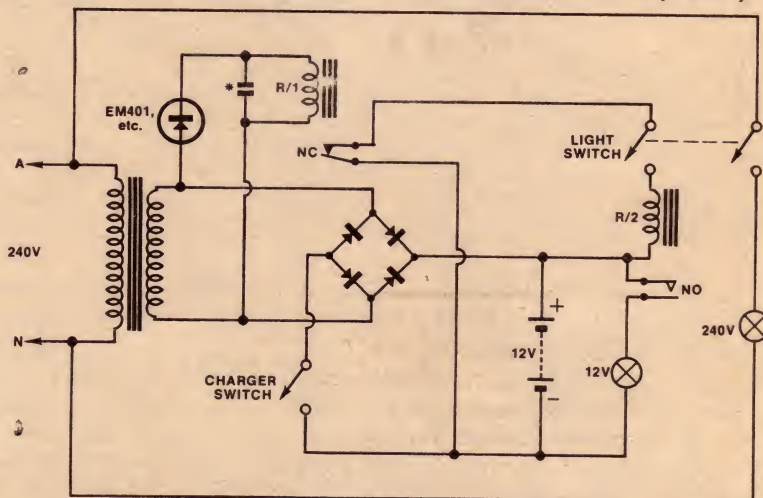 EM401,
etc.
*
R/1
NC
LIGHT
SWITCH
A
R/2
240V
NO
+
12V
-
12V
240V
N
CHARGER
SWITCH